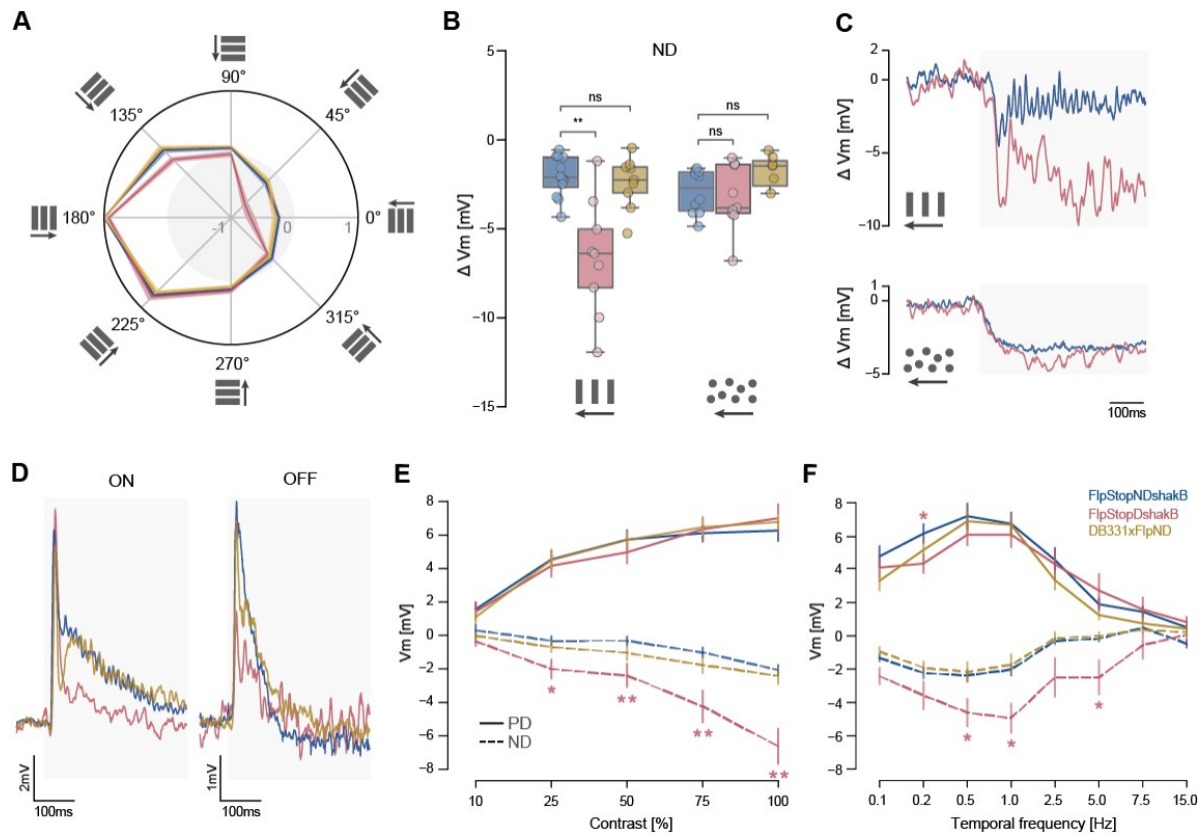 A
90°
135°
45°
180°
-1
0
1
0°
225°
315°
270°
B
ND
5
0
−5
−10
−15
Δ Vm [mV]
ns
**
ns
ns
C
2
0
−5
−10
Δ Vm [mV]
1
0
−5
Δ Vm [mV]
100ms
D
ON
OFF
2mV
100ms
1mV
100ms
E
8
6
4
2
0
−2
−4
−6
−8
Vm [mV]
*
**
**
**
PD
ND
10
25
50
75
100
Contrast [%]
F
FlpStopNDshakB
FlpStopDshakB
DB331xFlpND
8
6
4
2
0
−2
−4
−6
−8
Vm [mV]
*
*
*
*
0.1
0.2
0.5
1.0
2.5
5.0
7.5
15.0
Temporal frequency [Hz]